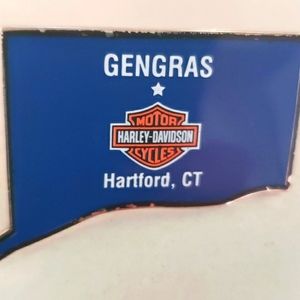 GENGRAS
MOTOR
HARLEY-DAVIDSON
CYCLES
Hartford, CT